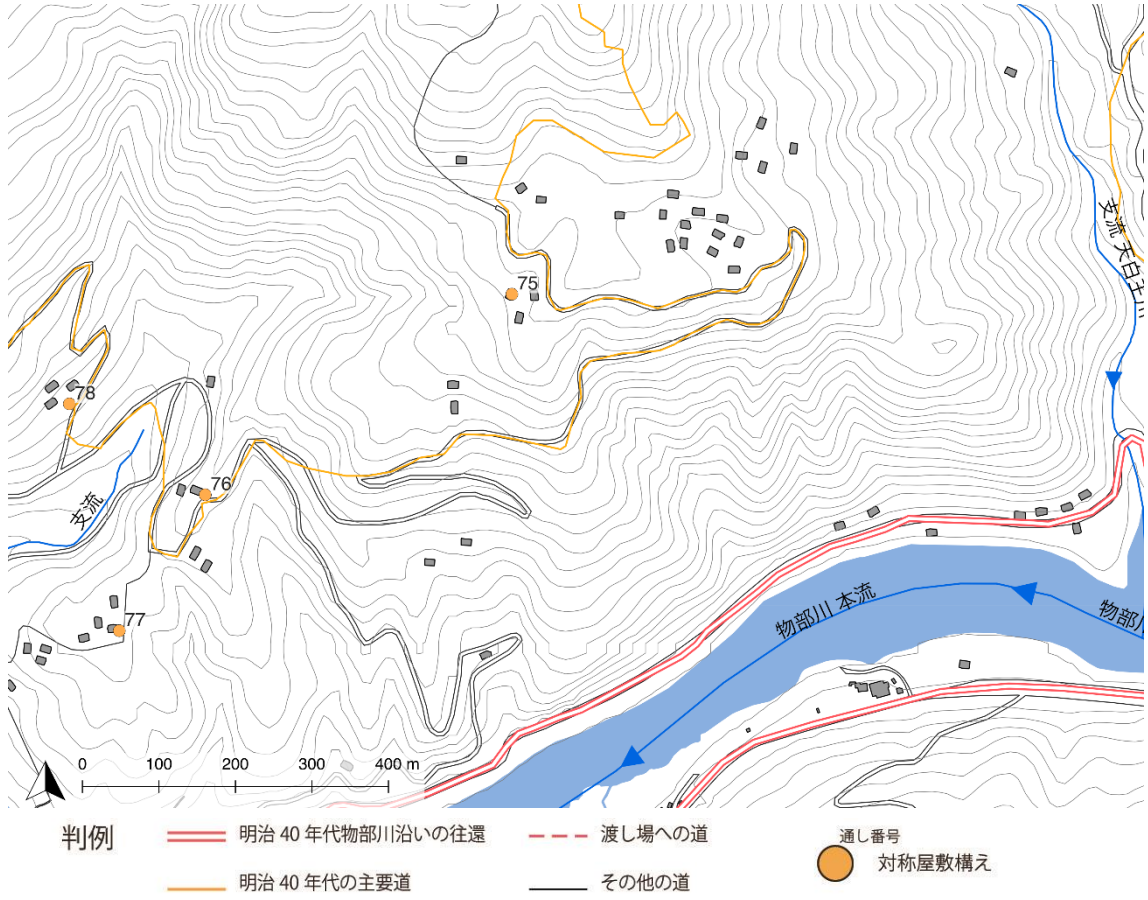 支流 天白王川
75
78
76
支流
物部川 本流
物部川
77
0 100 200 300 400 m
判例
明治 40 年代物部川沿いの往還
渡し場への道
通し番号
対称屋敷構え
明治 40 年代の主要道
その他の道